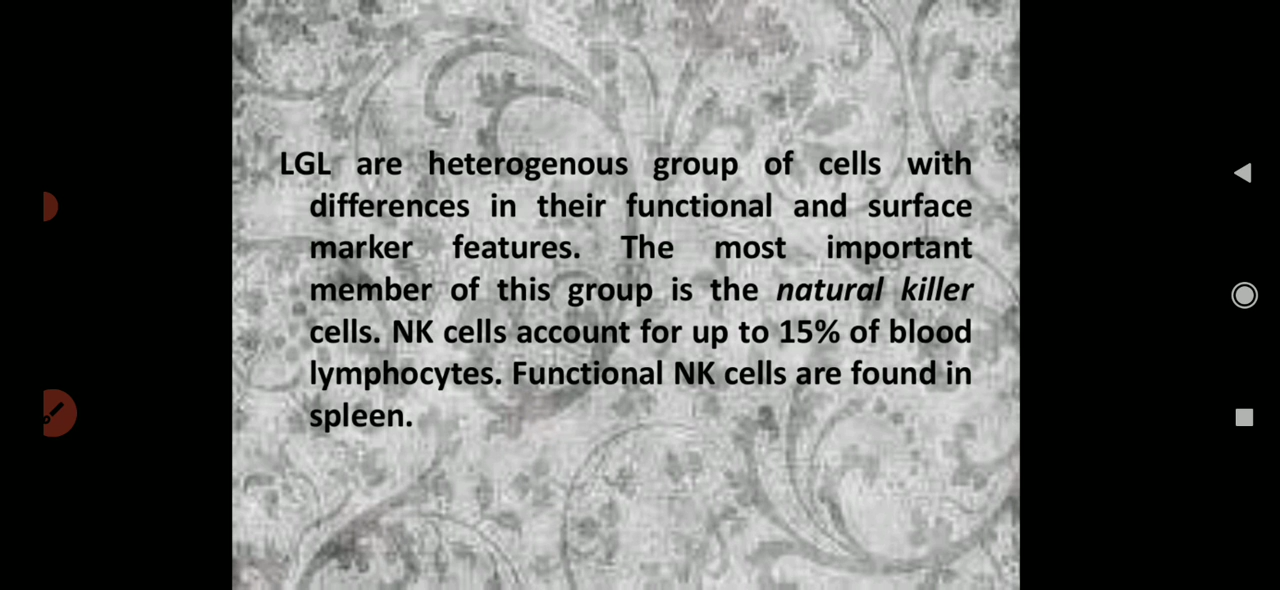 LGL are heterogenous group of cells with
differences in their functional and surface
marker features. The most important
member of this group is the natural killer
cells. NK cells account for up to 15% of blood
lymphocytes. Functional NK cells are found in
spleen.